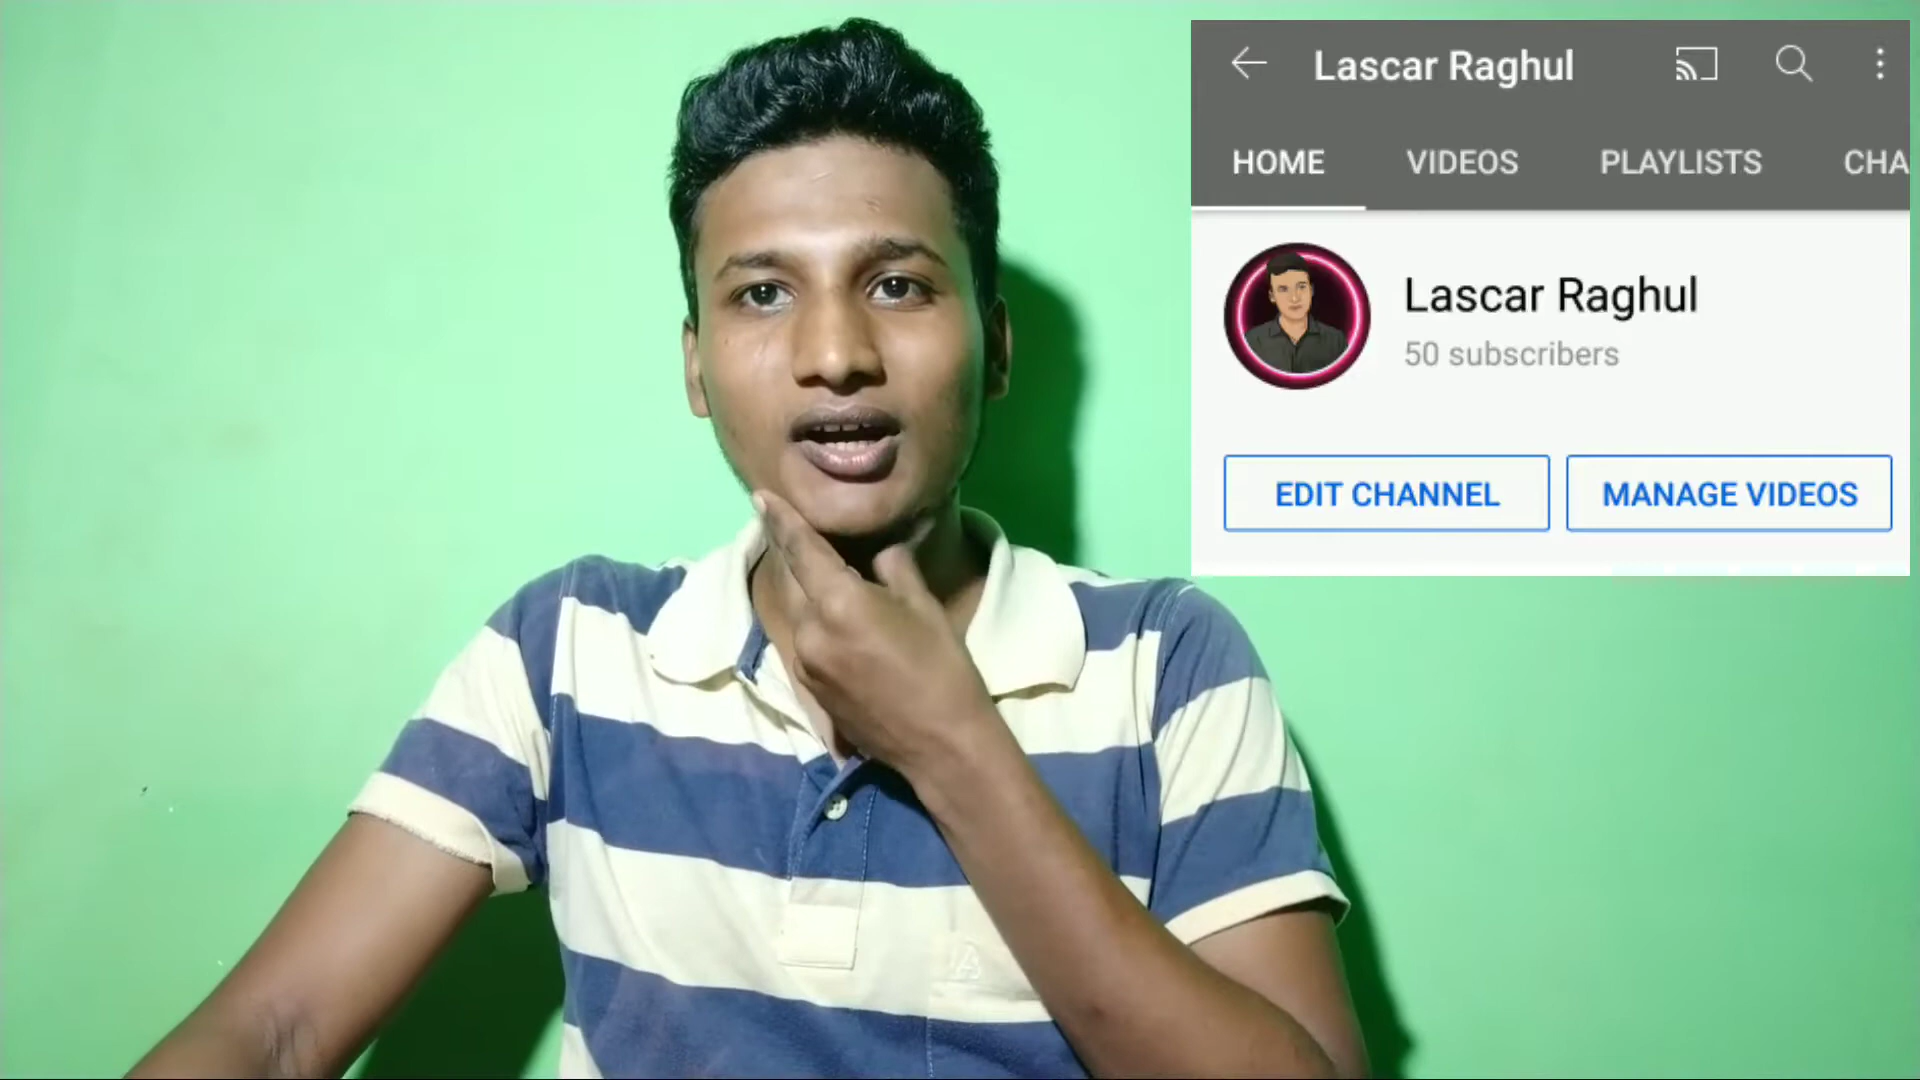 Lascar Raghul
HOME VIDEOS PLAYLISTS CHA
Lascar Raghul
50 subscribers
EDIT CHANNEL MANAGE VIDEOS